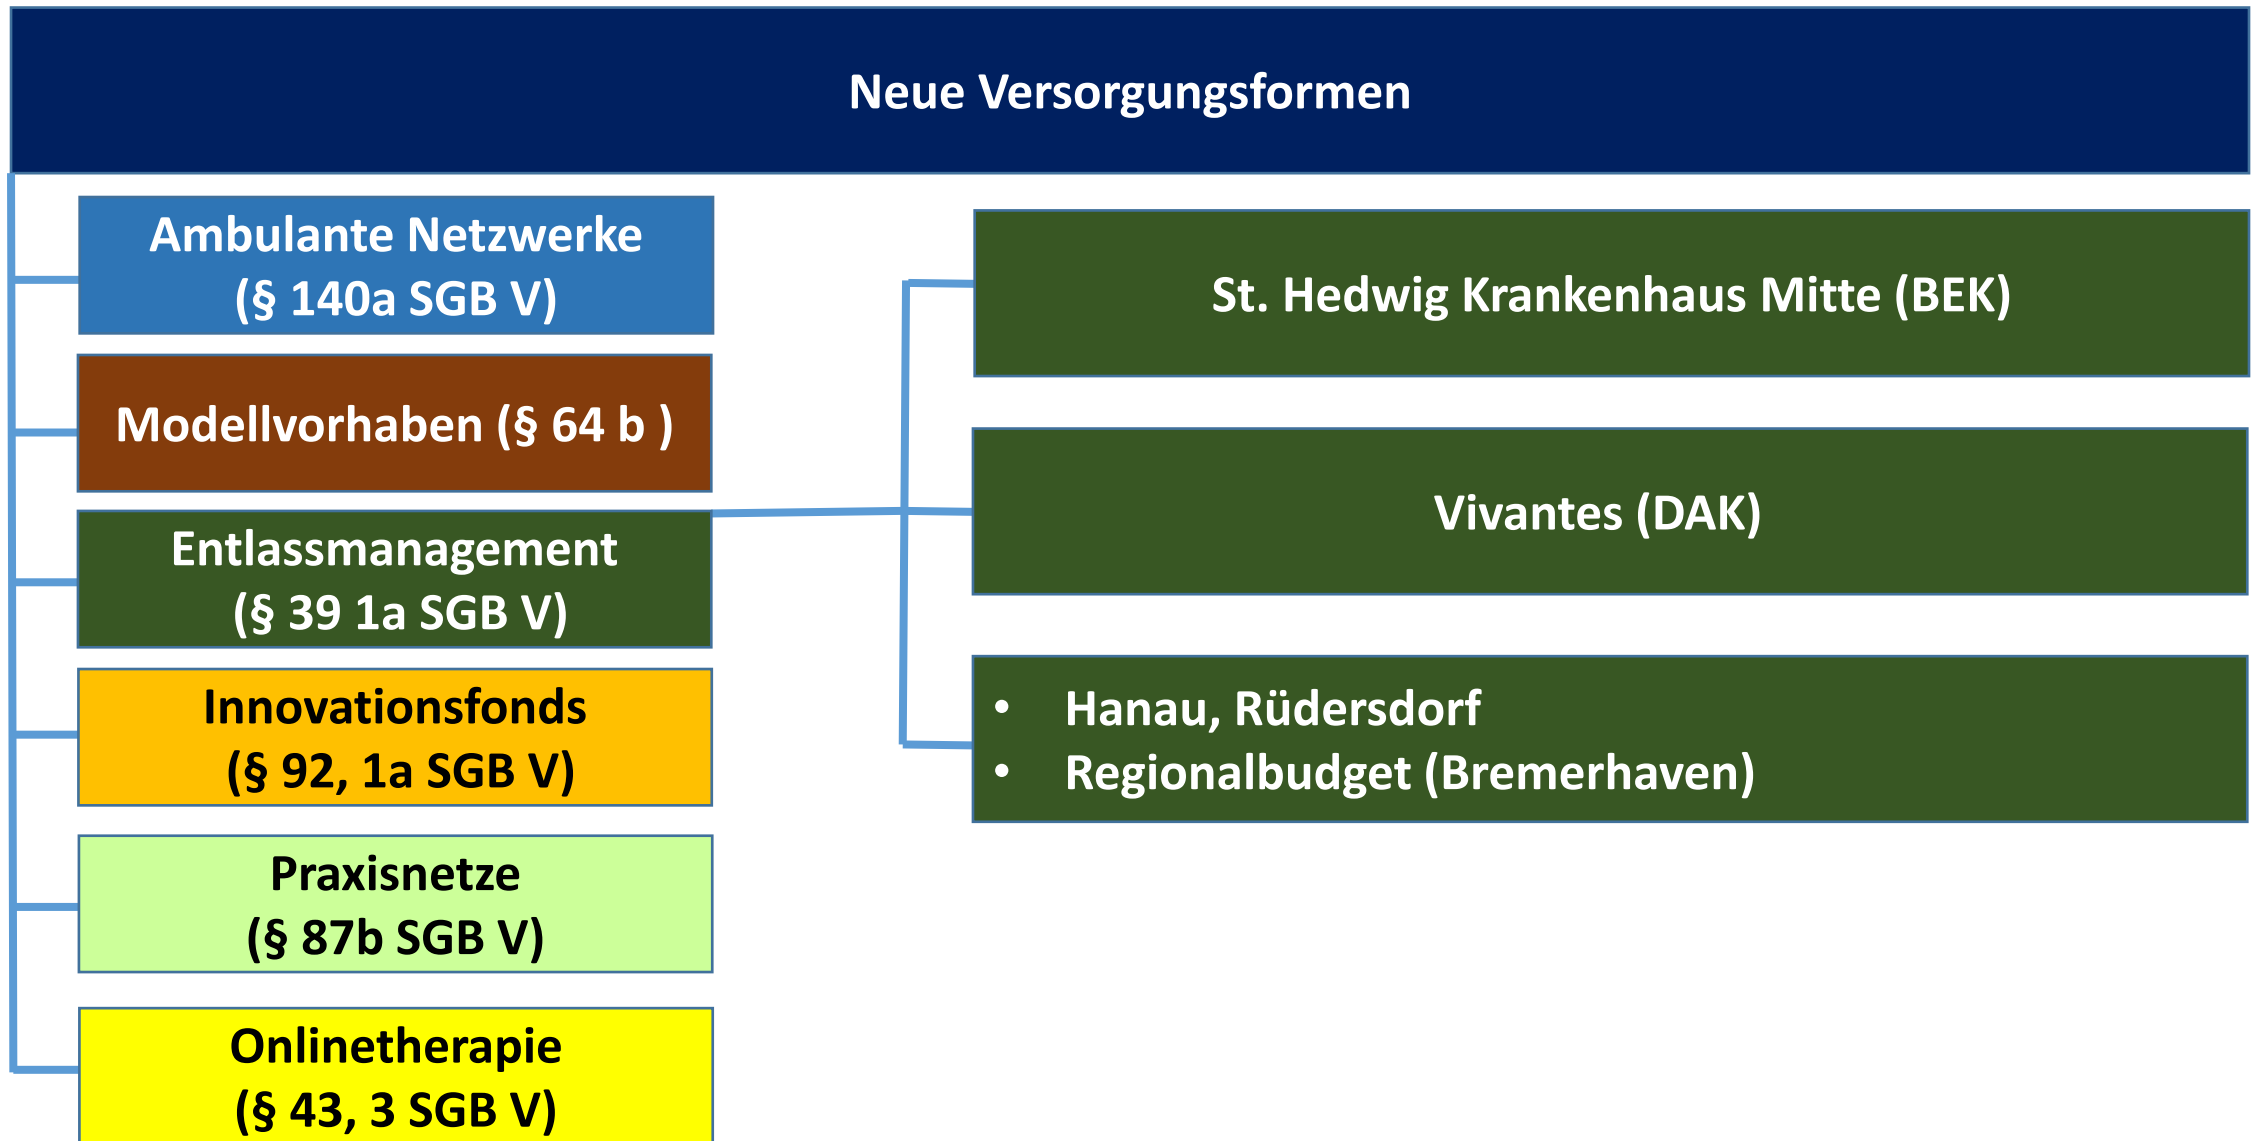 Neue Versorgungsformen
Ambulante Netzwerke
(§ 140a SGB V)
Modellvorhaben (§ 64 b )
Entlassmanagement
(§ 39 1a SGB V)
Innovationsfonds
(§ 92, 1a SGB V)
Praxisnetze
(§ 87b SGB V)
Onlinetherapie
(§ 43, 3 SGB V)
St. Hedwig Krankenhaus Mitte (BEK)
Vivantes (DAK)
• Hanau, Rüdersdorf
• Regionalbudget (Bremerhaven)